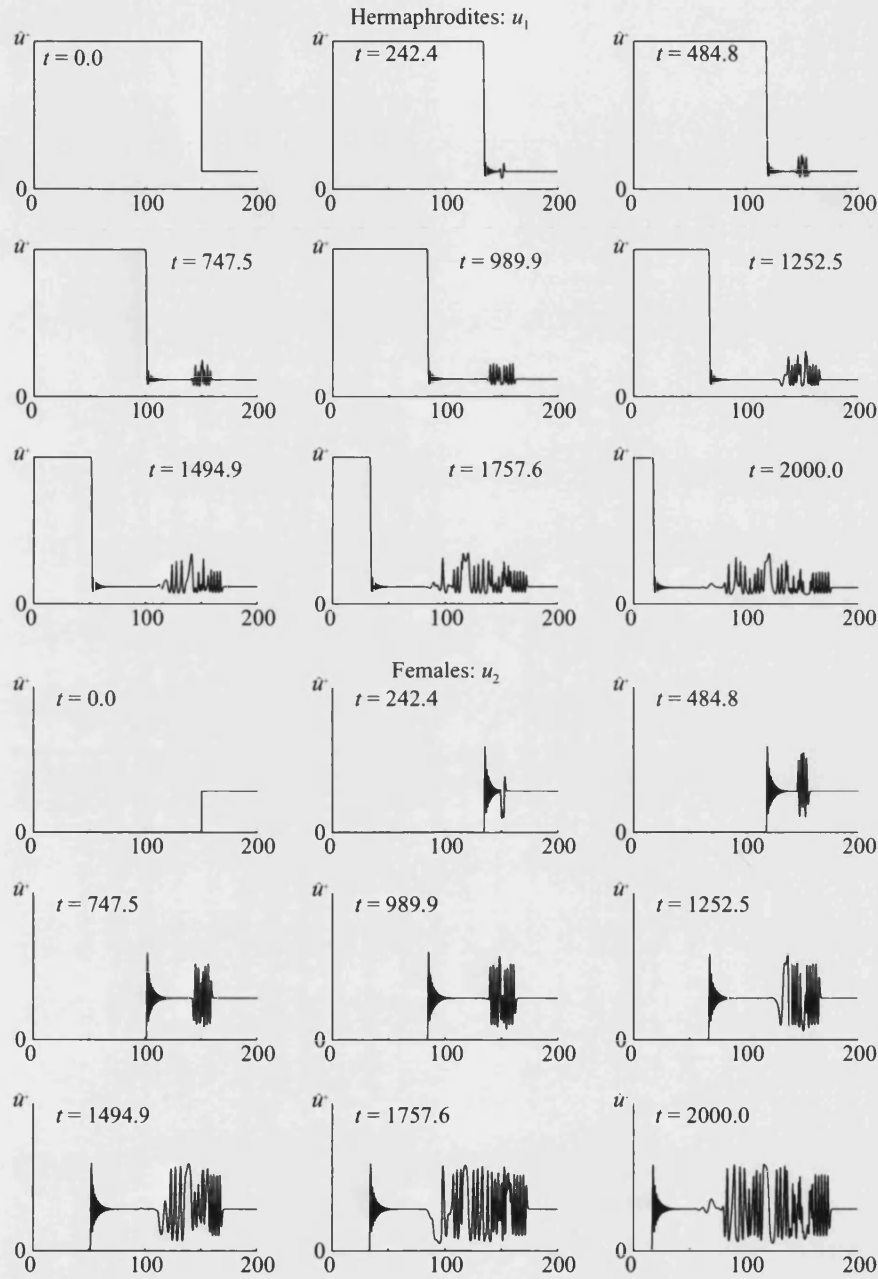 Hermaphrodites: u₁
û* û* û*
t = 0.0 t = 242.4 t = 484.8
0 0 0
0 100 200 0 100 200 0 100 200
û* û* û*
t = 747.5 t = 989.9 t = 1252.5
0 0 0
0 100 200 0 100 200 0 100 200
û* û* û*
t = 1494.9 t = 1757.6 t = 2000.0
0 0 0
0 100 200 0 100 200 0 100 200
Females: u₂
û* û* û*
t = 0.0 t = 242.4 t = 484.8
0 0 0
0 100 200 0 100 200 0 100 200
û* û* û*
t = 747.5 t = 989.9 t = 1252.5
0 0 0
0 100 200 0 100 200 0 100 200
û* û* û*
t = 1494.9 t = 1757.6 t = 2000.0
0 0 0
0 100 200 0 100 200 0 100 200